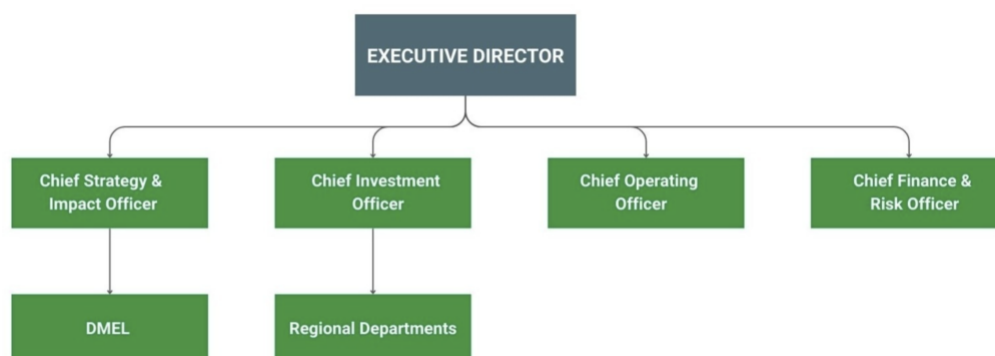 EXECUTIVE DIRECTOR
Chief Strategy &
Impact Officer
Chief Investment
Officer
Chief Operating
Officer
Chief Finance &
Risk Officer
DMEL
Regional Departments